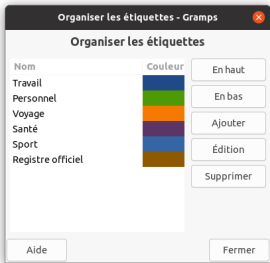 Organiser les étiquettes - Gramps
Organiser les étiquettes
Nom Couleur
Travail
Personnel
Voyage
Santé
Sport
Registre officiel
En haut
En bas
Ajouter
Édition
Supprimer
Aide
Fermer